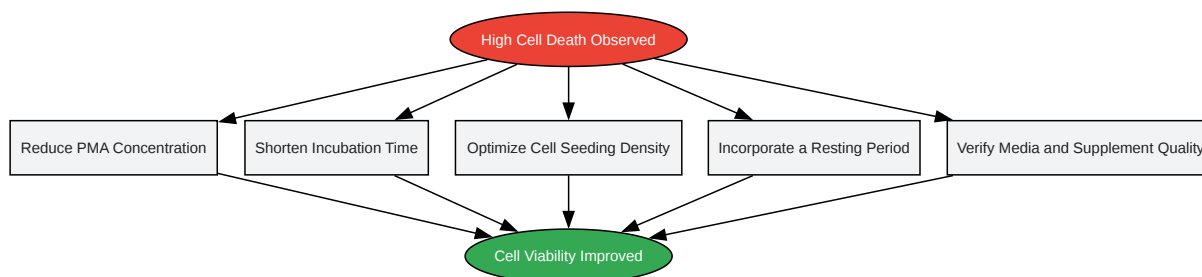 High Cell Death Observed
Reduce PMA Concentration
Shorten Incubation Time
Optimize Cell Seeding Density
Incorporate a Resting Period
Verify Media and Supplement Quality
Cell Viability Improved